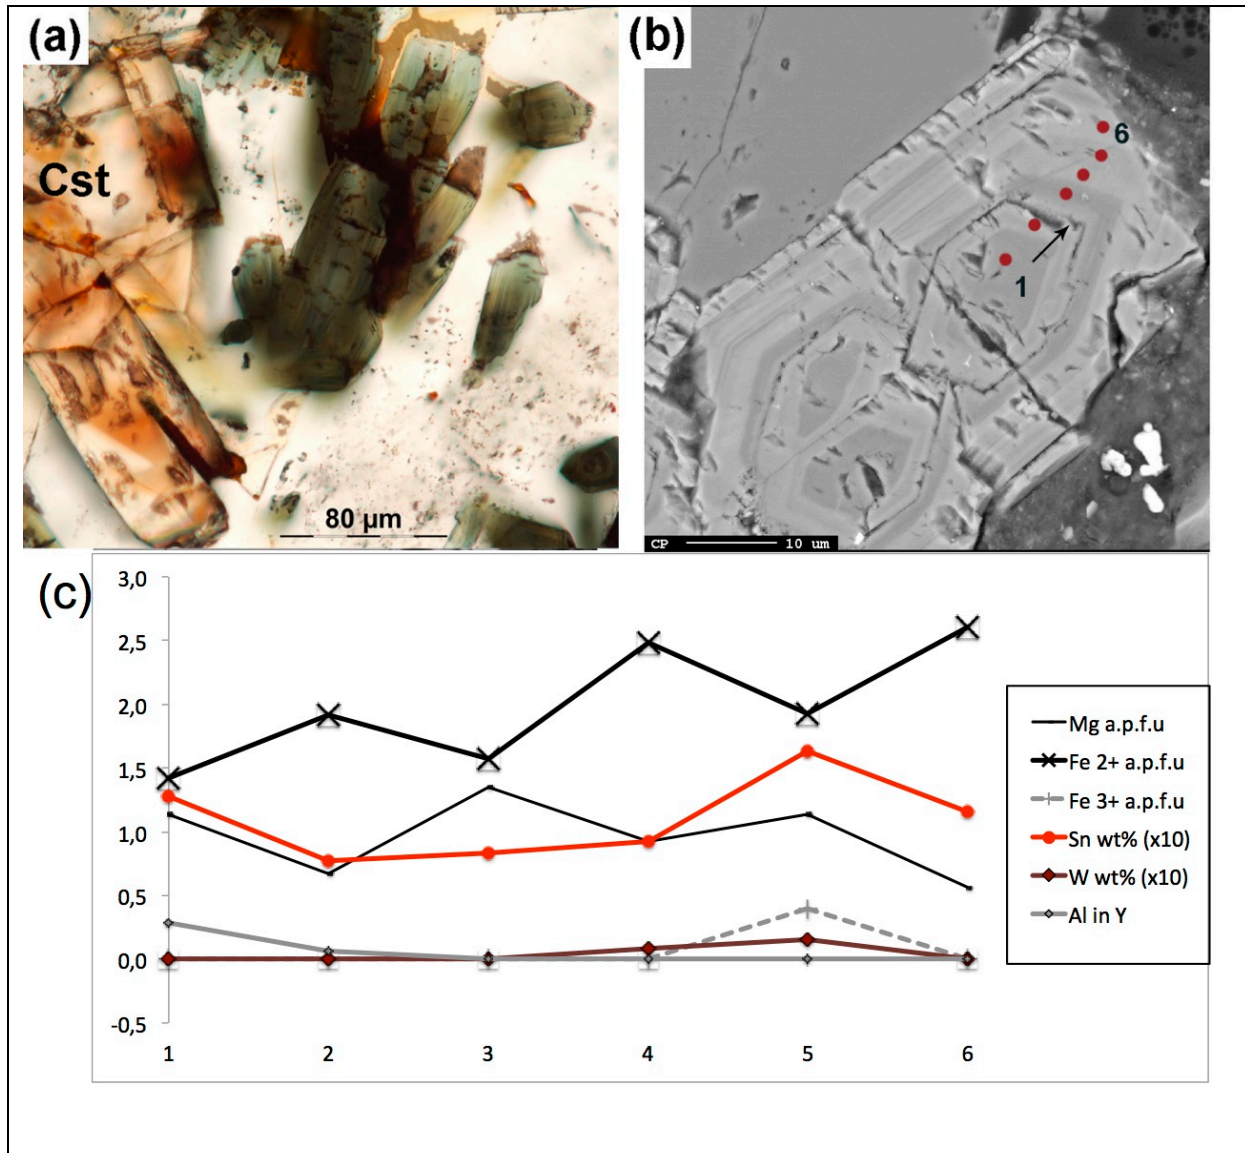 (a)
Cst
80 µm
(b)
6
1
CP 10 um
(c)
3,0
2,5
2,0
1,5
1,0
0,5
0,0
-0,5
1 2 3 4 5 6
Mg a.p.f.u
Fe 2+ a.p.f.u
Fe 3+ a.p.f.u
Sn wt% (x10)
W wt% (x10)
Al in Y